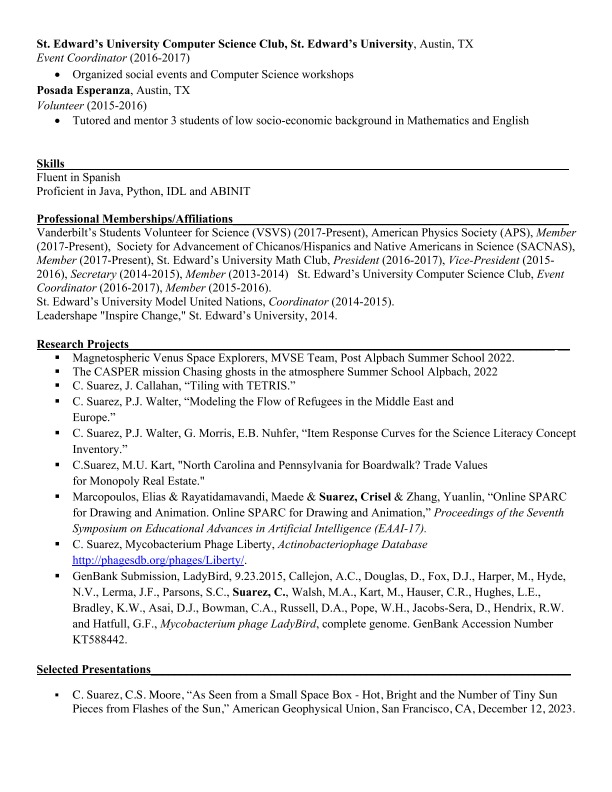 St. Edward's University Computer Science Club, St. Edward's University, Austin, TX
Event Coordinator (2016-2017)
• Organized social events and Computer Science workshops
Posada Esperanza, Austin, TX
Volunteer (2015-2016)
• Tutored and mentor 3 students of low socio-economic background in Mathematics and English
Skills
Fluent in Spanish
Proficient in Java, Python, IDL and ABINIT
Professional Memberships/Affiliations
Vanderbilt's Students Volunteer for Science (VSVS) (2017-Present), American Physics Society (APS), Member
(2017-Present), Society for Advancement of Chicanos/Hispanics and Native Americans in Science (SACNAS),
Member (2017-Present), St. Edward's University Math Club, President (2016-2017), Vice-President (2015-
2016), Secretary (2014-2015), Member (2013-2014) St. Edward's University Computer Science Club, Event
Coordinator (2016-2017), Member (2015-2016).
St. Edward's University Model United Nations, Coordinator (2014-2015).
Leadershape "Inspire Change," St. Edward's University, 2014.
Research Projects
▪ Magnetospheric Venus Space Explorers, MVSE Team, Post Alpbach Summer School 2022.
▪ The CASPER mission Chasing ghosts in the atmosphere Summer School Alpbach, 2022
▪ C. Suarez, J. Callahan, “Tiling with TETRIS.”
▪ C. Suarez, P.J. Walter, “Modeling the Flow of Refugees in the Middle East and
Europe.”
▪ C. Suarez, P.J. Walter, G. Morris, E.B. Nuhfer, “Item Response Curves for the Science Literacy Concept
Inventory.”
▪ C.Suarez, M.U. Kart, "North Carolina and Pennsylvania for Boardwalk? Trade Values
for Monopoly Real Estate."
▪ Marcopoulos, Elias & Rayatidamavandi, Maede & Suarez, Crisel & Zhang, Yuanlin, “Online SPARC
for Drawing and Animation. Online SPARC for Drawing and Animation,” Proceedings of the Seventh
Symposium on Educational Advances in Artificial Intelligence (EAAI-17).
▪ C. Suarez, Mycobacterium Phage Liberty, Actinobacteriophage Database
http://phagesdb.org/phages/Liberty/.
▪ GenBank Submission, LadyBird, 9.23.2015, Callejon, A.C., Douglas, D., Fox, D.J., Harper, M., Hyde,
N.V., Lerma, J.F., Parsons, S.C., Suarez, C., Walsh, M.A., Kart, M., Hauser, C.R., Hughes, L.E.,
Bradley, K.W., Asai, D.J., Bowman, C.A., Russell, D.A., Pope, W.H., Jacobs-Sera, D., Hendrix, R.W.
and Hatfull, G.F., Mycobacterium phage LadyBird, complete genome. GenBank Accession Number
KT588442.
Selected Presentations
▪ C. Suarez, C.S. Moore, “As Seen from a Small Space Box - Hot, Bright and the Number of Tiny Sun
Pieces from Flashes of the Sun,” American Geophysical Union, San Francisco, CA, December 12, 2023.